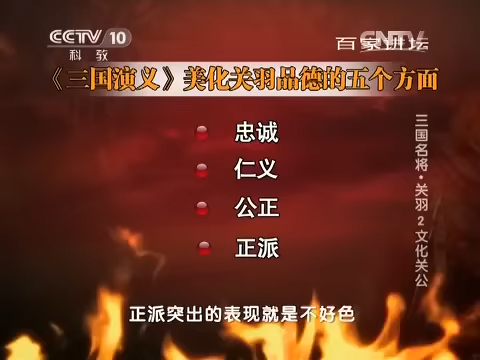 CCTV 10
科教
CNTV
百家讲坛
《三国演义》美化关羽品德的五个方面
忠诚
仁义
公正
正派
三国名将·关羽2文化关公
正派突出的表现就是不好色